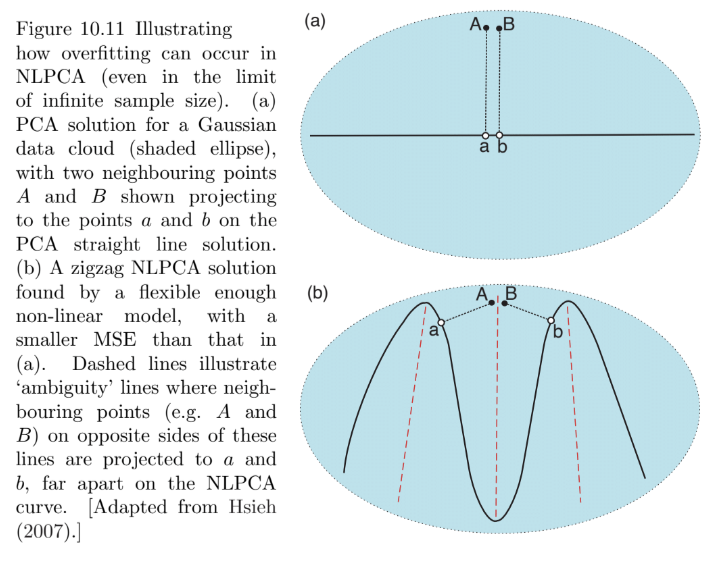 Figure 10.11 Illustrating
how overfitting can occur in
NLPCA (even in the limit
of infinite sample size). (a)
PCA solution for a Gaussian
data cloud (shaded ellipse),
with two neighbouring points
A and B shown projecting
to the points a and b on the
PCA straight line solution.
(b) A zigzag NLPCA solution
found by a flexible enough
non-linear model, with a
smaller MSE than that in
(a). Dashed lines illustrate
‘ambiguity’ lines where neigh-
bouring points (e.g. A and
B) on opposite sides of these
lines are projected to a and
b, far apart on the NLPCA
curve. [Adapted from Hsieh
(2007).]
(a)
A B
a b
(b)
A B
a b